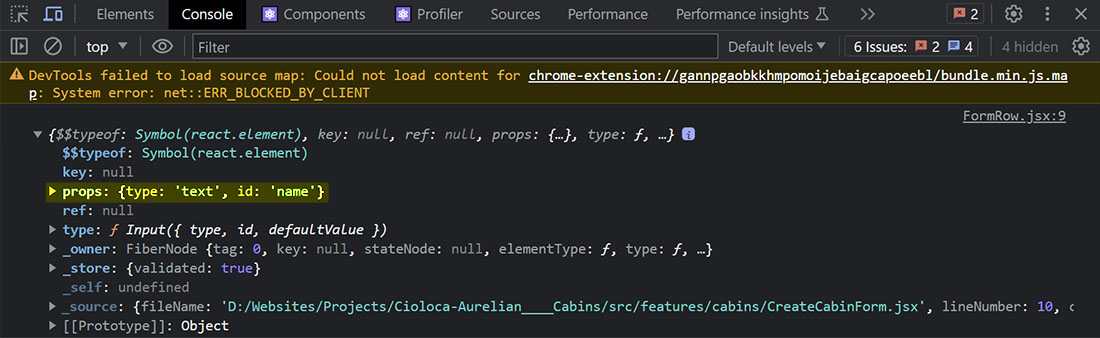 Elements Console Components Profiler Sources Performance Performance insights 2
top Filter Default levels 6 Issues: 2 4 4 hidden
DevTools failed to load source map: Could not load content for chrome-extension://gannpgaobkkhmpomoijebaigcapoeebl/bundle.min.js.ma
p: System error: net::ERR_BLOCKED_BY_CLIENT
FormRow.jsx:9
{$$typeof: Symbol(react.element), key: null, ref: null, props: {…}, type: ƒ, …} i
$$typeof: Symbol(react.element)
key: null
props: {type: 'text', id: 'name'}
ref: null
type: ƒ Input({ type, id, defaultValue })
_owner: FiberNode {tag: 0, key: null, stateNode: null, elementType: ƒ, type: ƒ, …}
_store: {validated: true}
_self: undefined
_source: {fileName: 'D:/Websites/Projects/Cioloca-Aurelian____Cabins/src/features/cabins/CreateCabinForm.jsx', lineNumber: 10, c
[[Prototype]]: Object